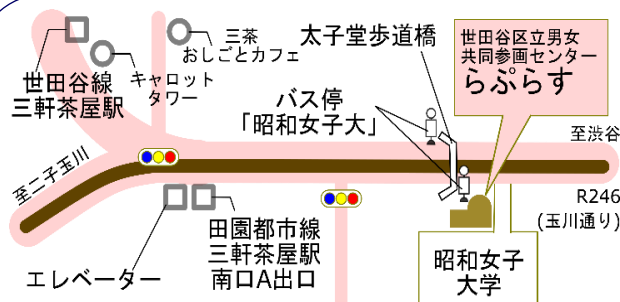 世田谷線
三軒茶屋駅
キャロット
タワー
三茶
おしごとカフェ
太子堂歩道橋
世田谷区立男女
共同参画センター
らぷらす
バス停
「昭和女子大」
至渋谷
至二子玉川
R246
(玉川通り)
エレベーター
田園都市線
三軒茶屋駅
南口A出口
昭和女子
大学